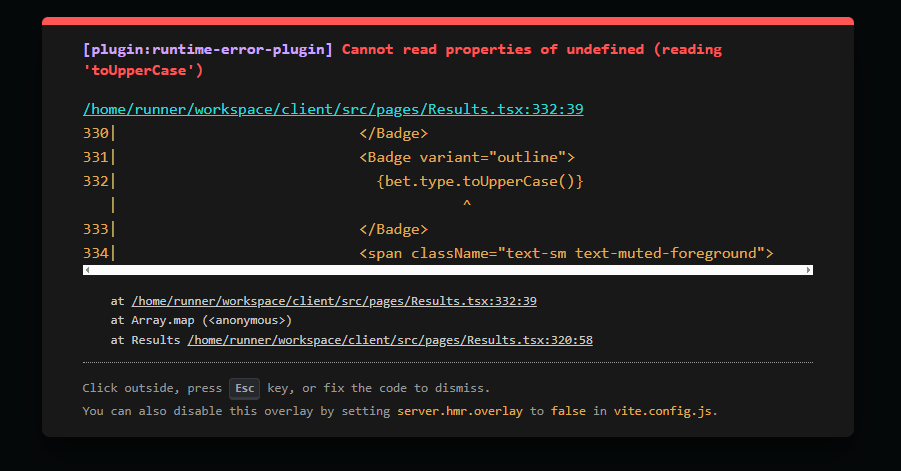 [plugin:runtime-error-plugin] Cannot read properties of undefined (reading
'toUpperCase')
/home/runner/workspace/client/src/pages/Results.tsx:332:39
330|                            </Badge>
331|                            <Badge variant="outline">
332|                              {bet.type.toUpperCase()}
   |                                       ^
333|                            </Badge>
334|                            <span className="text-sm text-muted-foreground">
at /home/runner/workspace/client/src/pages/Results.tsx:332:39
at Array.map (<anonymous>)
at Results /home/runner/workspace/client/src/pages/Results.tsx:320:58
Click outside, press Esc key, or fix the code to dismiss.
You can also disable this overlay by setting server.hmr.overlay to false in vite.config.js.